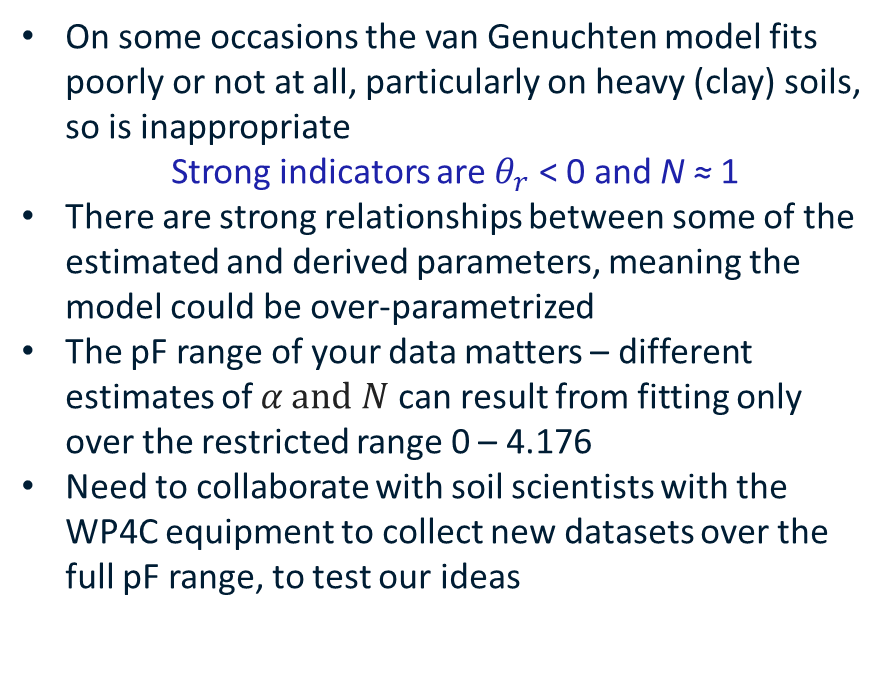 • On some occasions the van Genuchten model fits
poorly or not at all, particularly on heavy (clay) soils,
so is inappropriate
Strong indicators are θr < 0 and N ≈ 1
• There are strong relationships between some of the
estimated and derived parameters, meaning the
model could be over-parametrized
• The pF range of your data matters – different
estimates of α and N can result from fitting only
over the restricted range 0 – 4.176
• Need to collaborate with soil scientists with the
WP4C equipment to collect new datasets over the
full pF range, to test our ideas